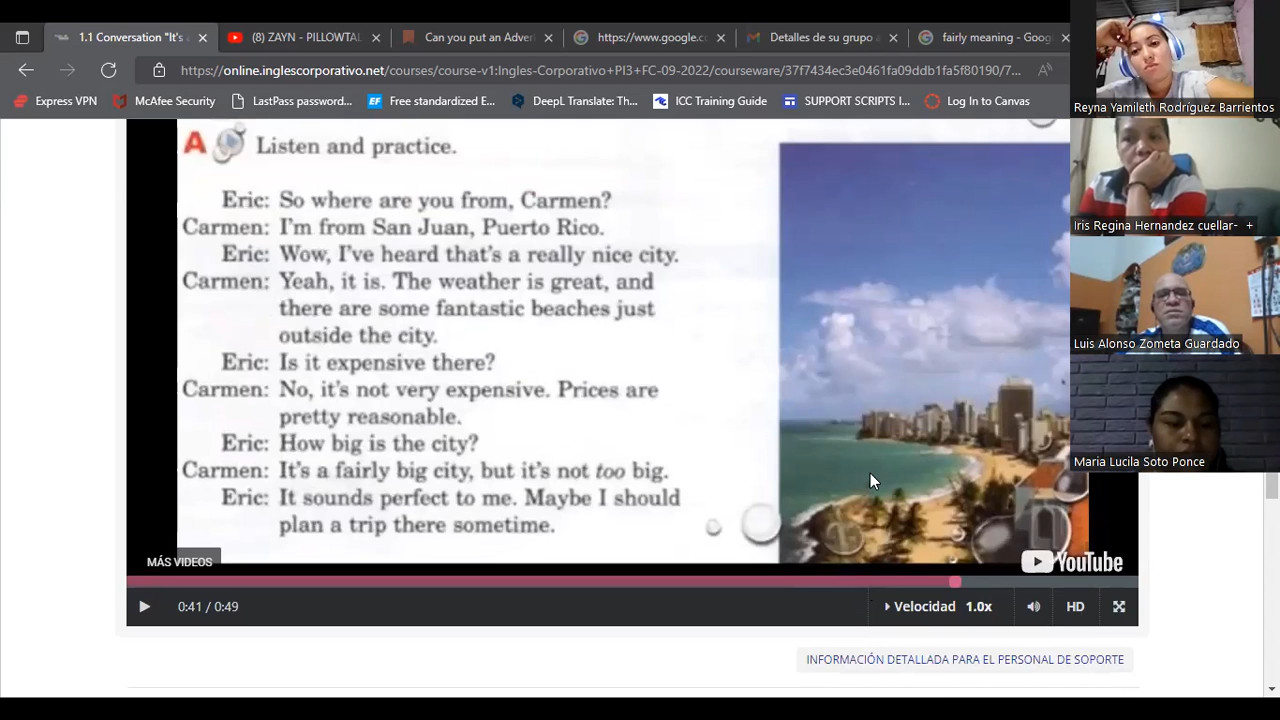 1.1 Conversation "It's
(8) ZAYN - PILLOWTAL
Can you put an Adver
https://www.google.c
Detalles de su grupo a
fairly meaning - Goog
https://online.inglescorporativo.net/courses/course-v1:Ingles-Corporativo+PI3+FC-09-2022/courseware/37f7434ec3e0461fa09ddb1fa5f80190/7...
Express VPN
McAfee Security
LastPass password...
Free standardized E...
DeepL Translate: Th...
ICC Training Guide
SUPPORT SCRIPTS I...
Log In to Canvas
A Listen and practice.
Eric: So where are you from, Carmen?
Carmen: I'm from San Juan, Puerto Rico.
Eric: Wow, I've heard that's a really nice city.
Carmen: Yeah, it is. The weather is great, and
there are some fantastic beaches just
outside the city.
Eric: Is it expensive there?
Carmen: No, it's not very expensive. Prices are
pretty reasonable.
Eric: How big is the city?
Carmen: It's a fairly big city, but it's not too big.
Eric: It sounds perfect to me. Maybe I should
plan a trip there sometime.
MÁS VIDEOS
YouTube
0:41 / 0:49
Velocidad 1.0x
HD
INFORMACIÓN DETALLADA PARA EL PERSONAL DE SOPORTE
Reyna Yamileth Rodríguez Barrientos
Iris Regina Hernandez cuellar- +
Luis Alonso Zometa Guardado
Maria Lucila Soto Ponce